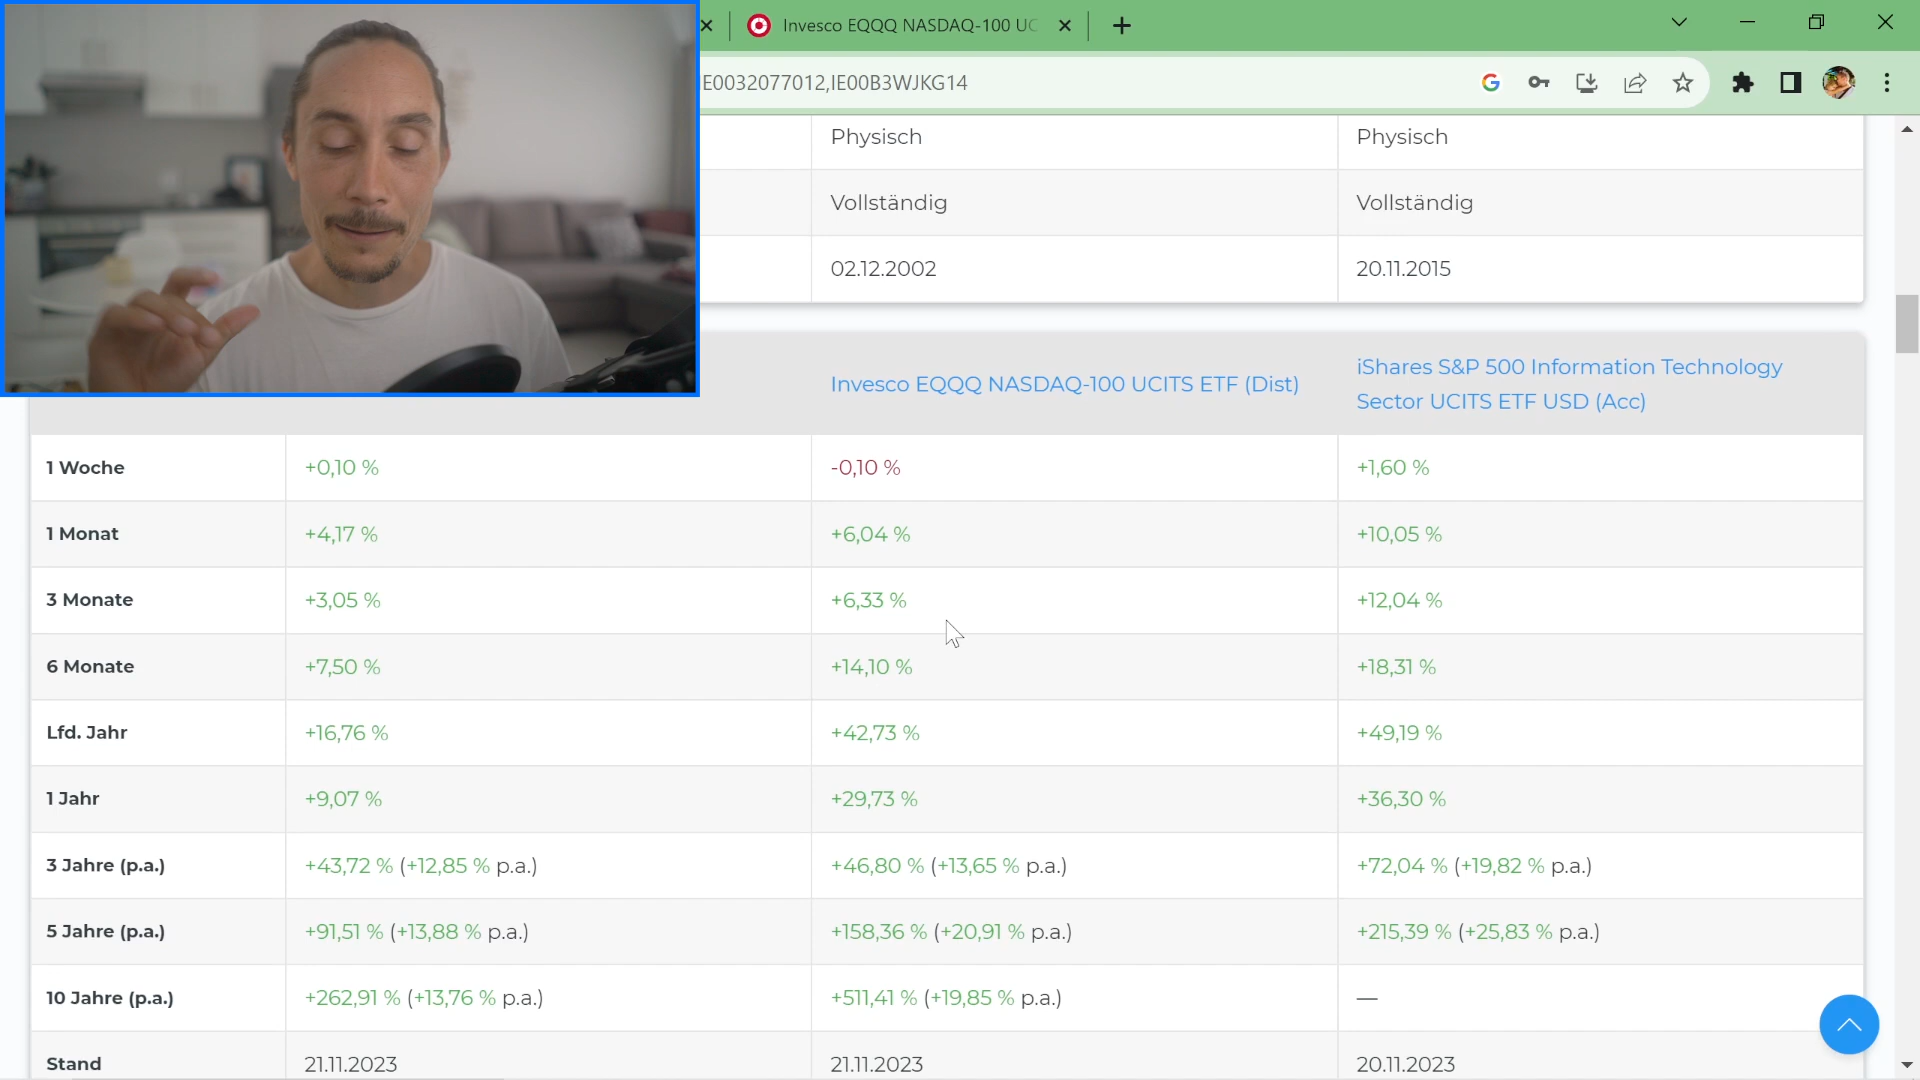 Invesco EQQQ NASDAQ-100 UC
E0032077012,IE00B3WJKG14
Physisch Physisch
Vollständig Vollständig
02.12.2002 20.11.2015
Invesco EQQQ NASDAQ-100 UCITS ETF (Dist) iShares S&P 500 Information Technology
Sector UCITS ETF USD (Acc)
1 Woche +0,10 % -0,10 % +1,60 %
1 Monat +4,17 % +6,04 % +10,05 %
3 Monate +3,05 % +6,33 % +12,04 %
6 Monate +7,50 % +14,10 % +18,31 %
Lfd. Jahr +16,76 % +42,73 % +49,19 %
1 Jahr +9,07 % +29,73 % +36,30 %
3 Jahre (p.a.) +43,72 % (+12,85 % p.a.) +46,80 % (+13,65 % p.a.) +72,04 % (+19,82 % p.a.)
5 Jahre (p.a.) +91,51 % (+13,88 % p.a.) +158,36 % (+20,91 % p.a.) +215,39 % (+25,83 % p.a.)
10 Jahre (p.a.) +262,91 % (+13,76 % p.a.) +511,41 % (+19,85 % p.a.) —
Stand 21.11.2023 21.11.2023 20.11.2023